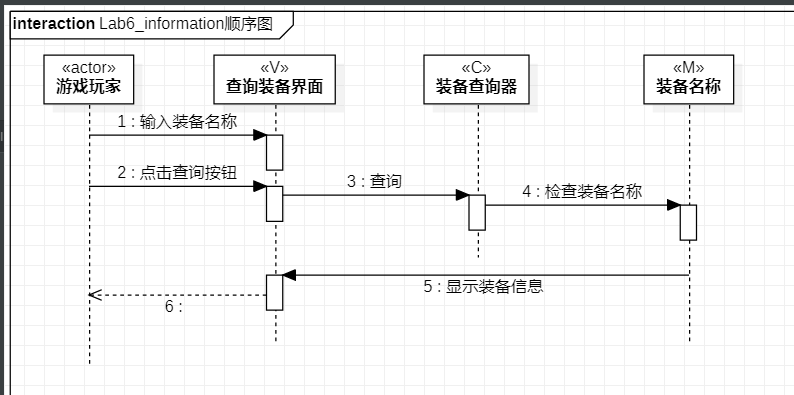 interaction Lab6_information顺序图
«actor»
游戏玩家
«V»
查询装备界面
«C»
装备查询器
«M»
装备名称
1 : 输入装备名称
2 : 点击查询按钮
3 : 查询
4 : 检查装备名称
5 : 显示装备信息
6 :